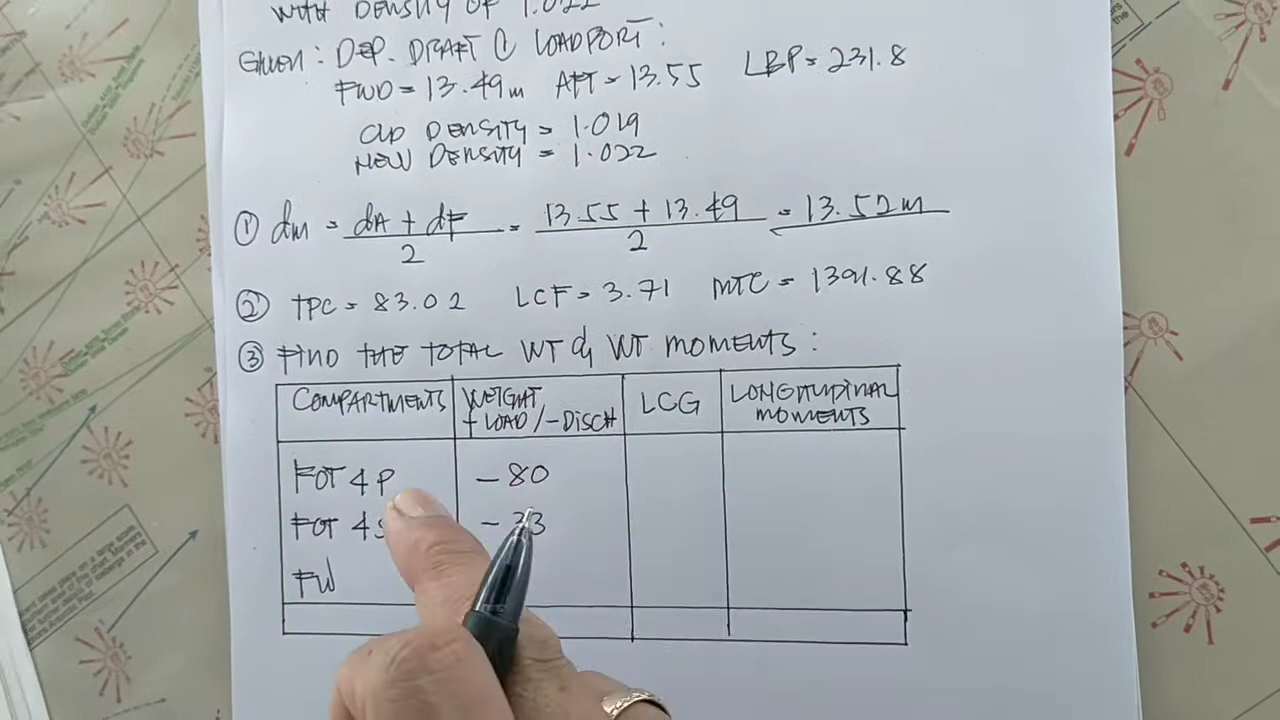 WITH DENSITY OF 1.022
GIVEN: DEP. DRAFT @ LOADPORT:
FWD = 13.49m AFT = 13.55 LBP = 231.8
OLD DENSITY = 1.019
NEW DENSITY = 1.022
① dm = dA + dF / 2 = 13.55 + 13.49 / 2 = 13.52m
② TPC = 83.02 LCF = 3.71 MTC = 1391.88
③ FIND THE TOTAL WT & WT MOMENTS:
COMPARTMENTS WEIGHT + LOAD/-DISCH LCG LONGITUDINAL MOMENTS
FOT 4P - 80
FOT 4S - 33
FW